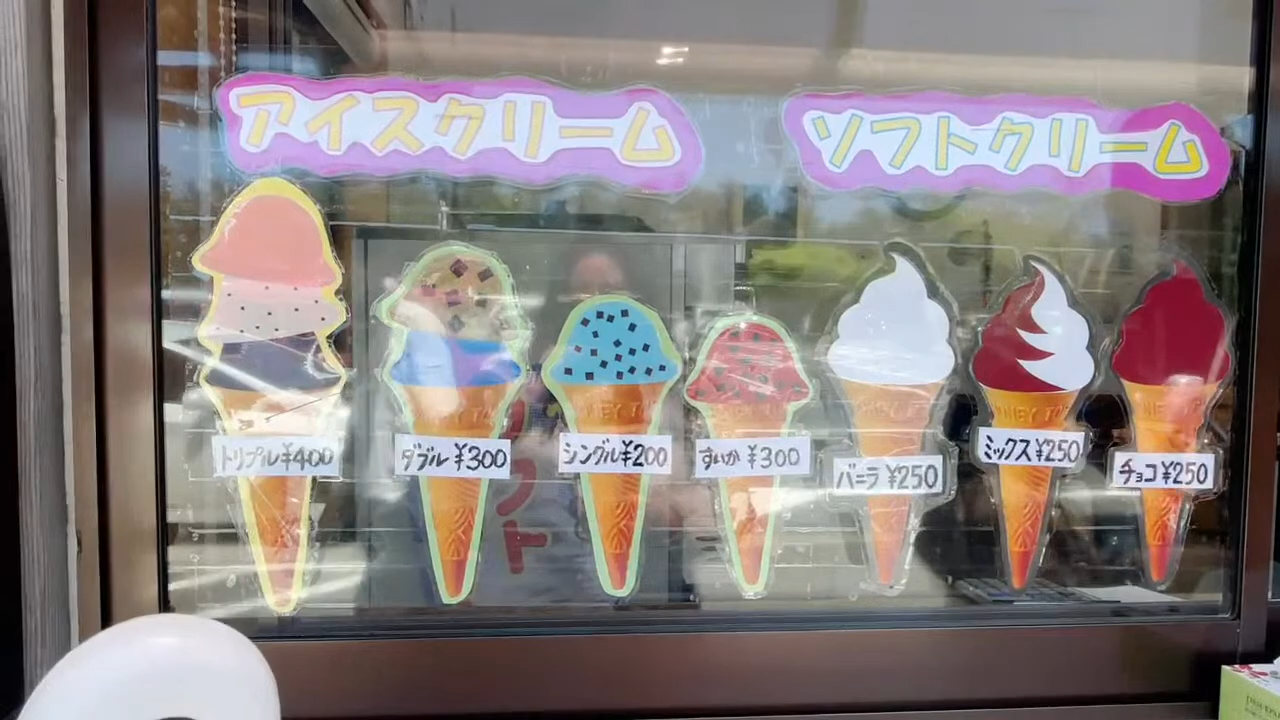 アイスクリーム
ソフトクリーム
トリプル¥400
ダブル¥300
シングル¥200
すいか ¥300
バニラ ¥250
ミックス¥250
チョコ¥250
フト